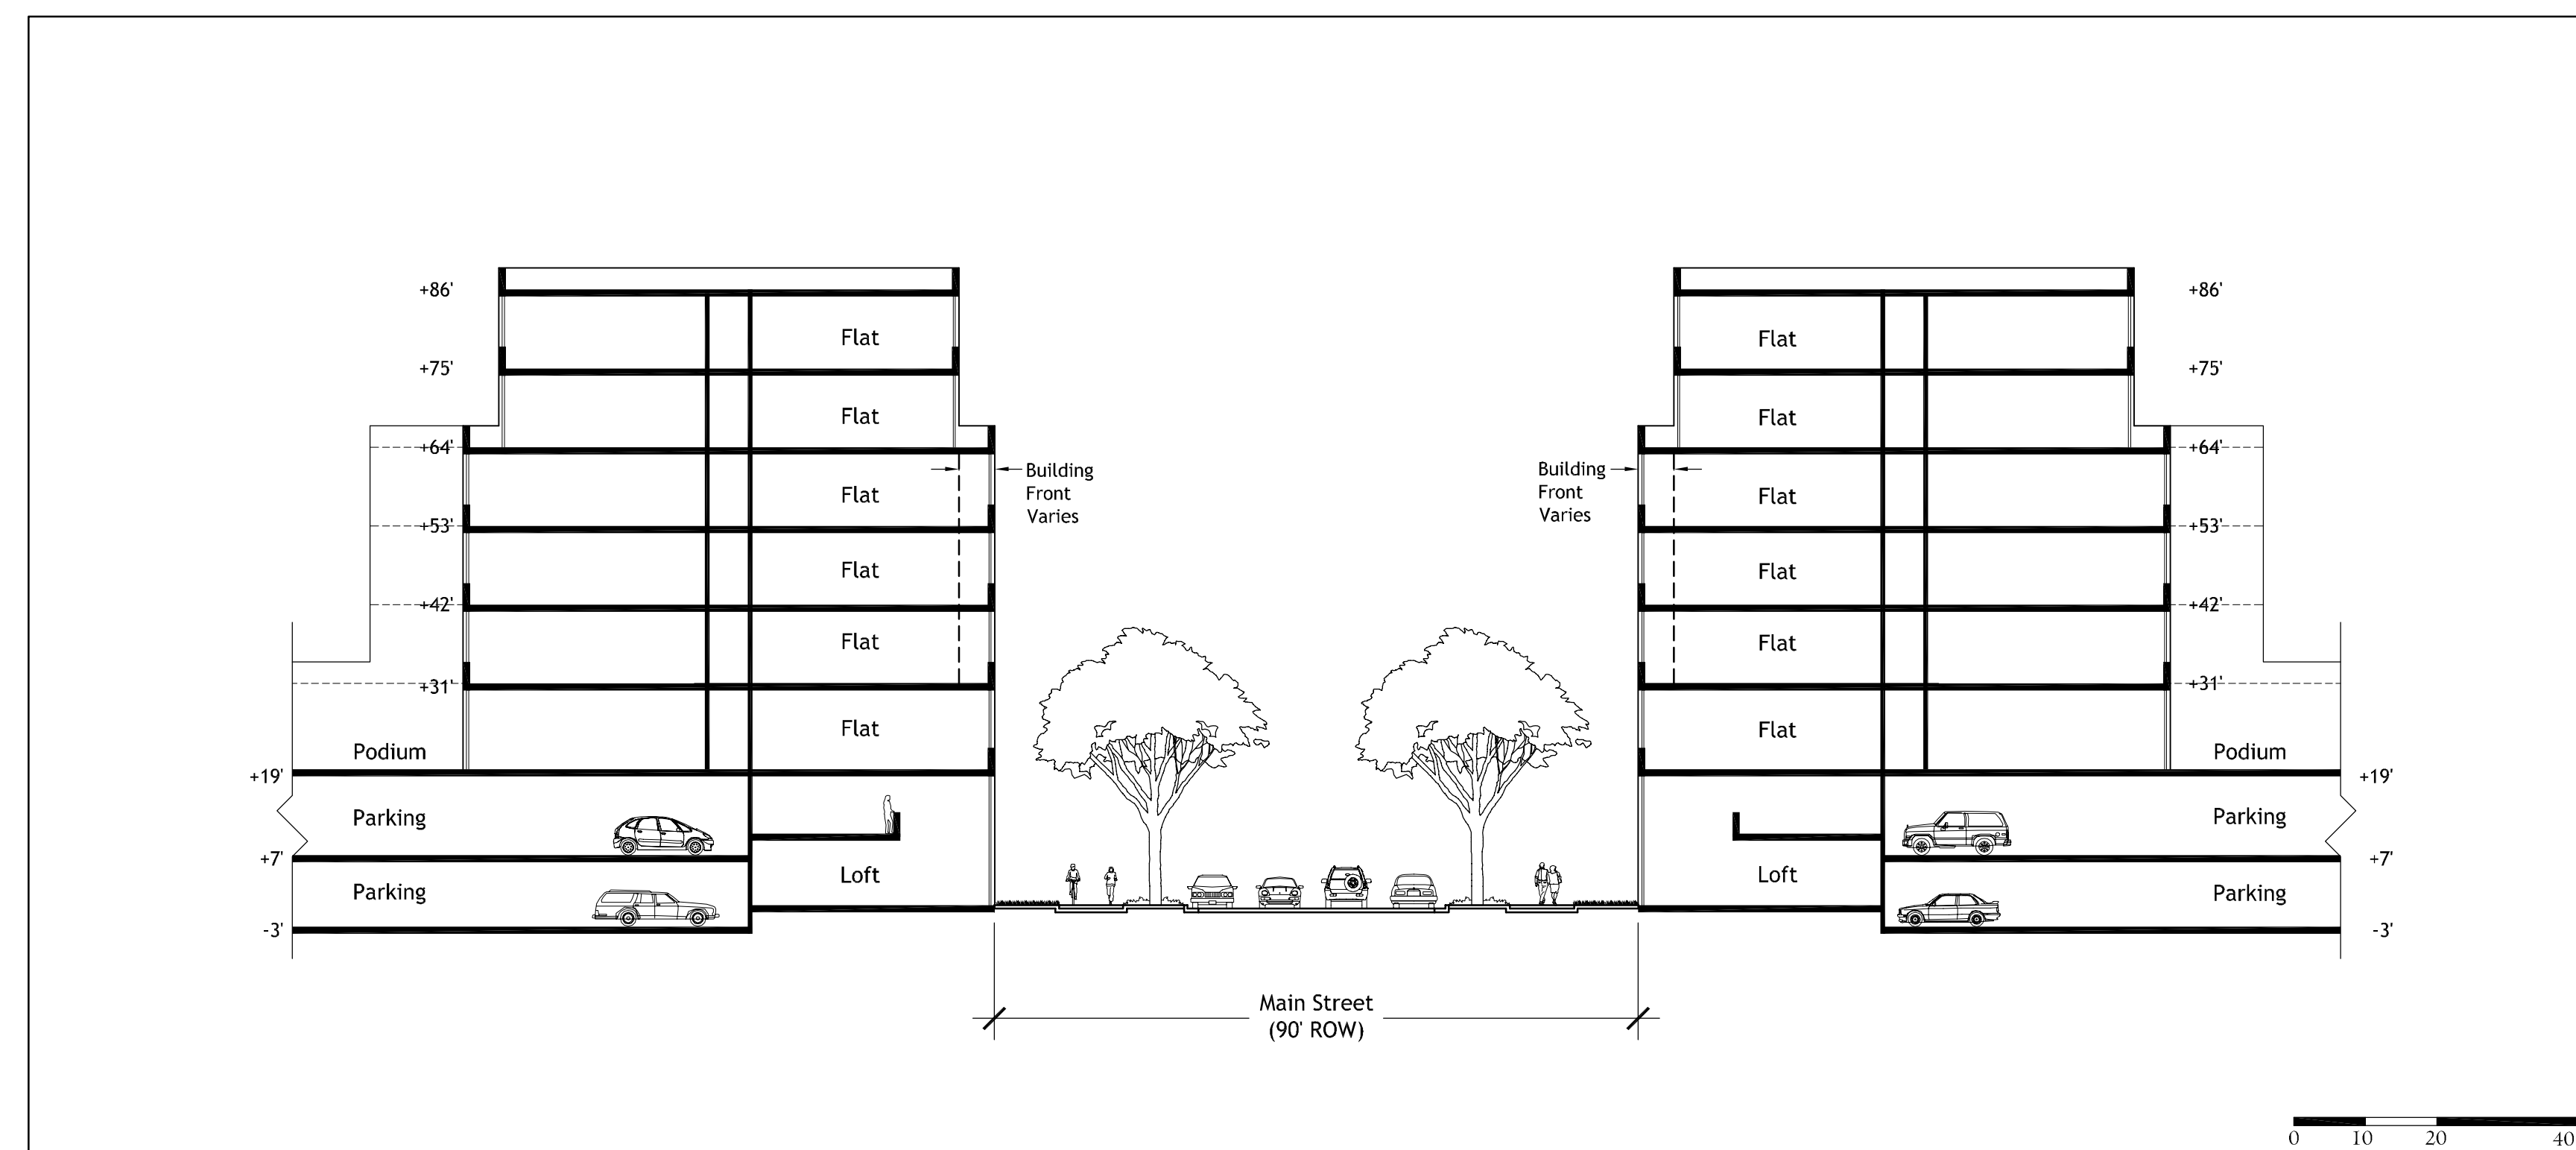 +86'
+86'
Flat
Flat
+75'
+75'
Flat
Flat
+64'
+64'
Building
Front
Varies
Building
Front
Varies
Flat
Flat
+53'
+53'
Flat
Flat
+42'
+42'
Flat
Flat
+31'
+31'
Flat
Flat
Podium
Podium
+19'
+19'
Parking
Parking
+7'
+7'
Loft
Loft
Parking
Parking
-3'
-3'
Main Street
(90' ROW)
0 10 20 40